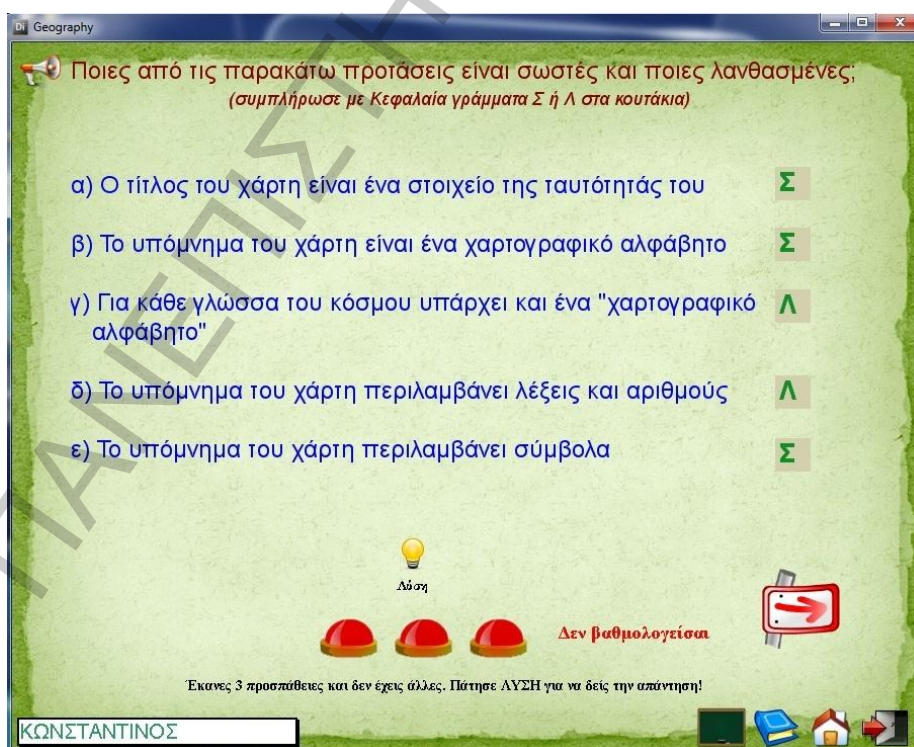 Di Geography
Ποιες από τις παρακάτω προτάσεις είναι σωστές και ποιες λανθασμένες;
(συμπλήρωσε με Κεφαλαία γράμματα Σ ή Λ στα κουτάκια)
α) Ο τίτλος του χάρτη είναι ένα στοιχείο της ταυτότητάς του Σ
β) Το υπόμνημα του χάρτη είναι ένα χαρτογραφικό αλφάβητο Σ
γ) Για κάθε γλώσσα του κόσμου υπάρχει και ένα "χαρτογραφικό Λ
αλφάβητο"
δ) Το υπόμνημα του χάρτη περιλαμβάνει λέξεις και αριθμούς Λ
ε) Το υπόμνημα του χάρτη περιλαμβάνει σύμβολα Σ
Λύση
Δεν βαθμολογείσαι
Έκανες 3 προσπάθειες και δεν έχεις άλλες. Πάτησε ΛΥΣΗ για να δείς την απάντηση!
ΚΩΝΣΤΑΝΤΙΝΟΣ
ΠΑΝΕΠΙΣΤΗ